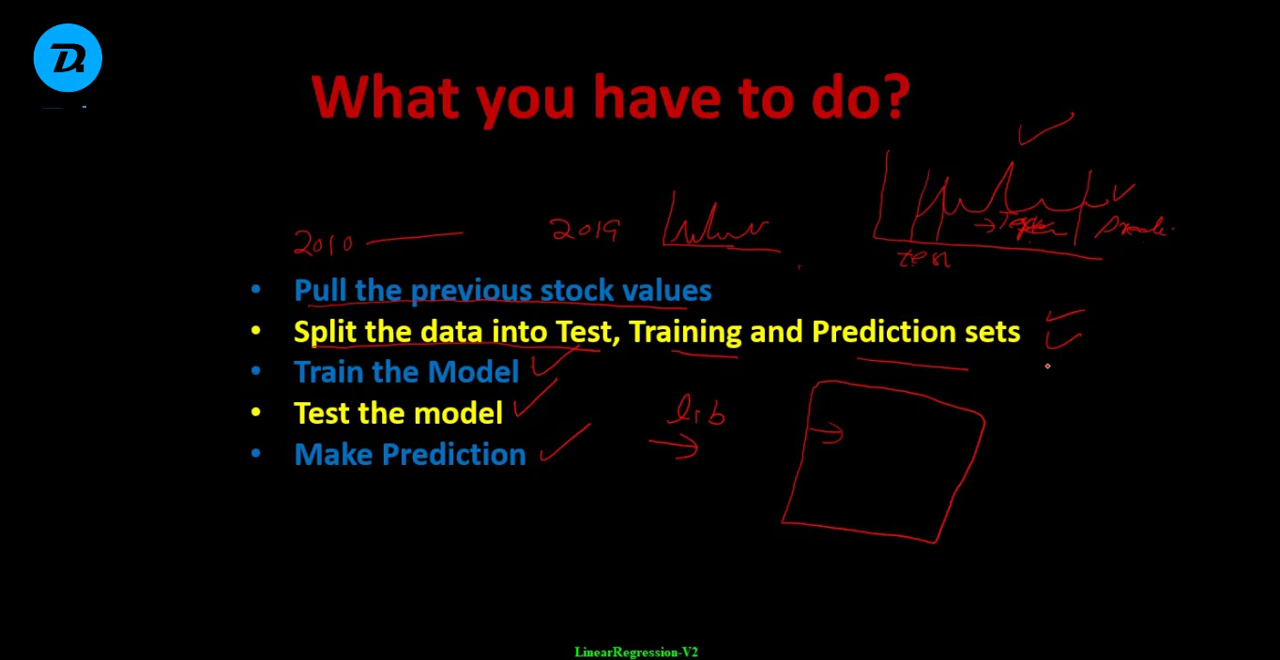 What you have to do?
2010 2019
test
• Pull the previous stock values
• Split the data into Test, Training and Prediction sets
• Train the Model
• Test the model
lib
• Make Prediction
LinearRegression-V2